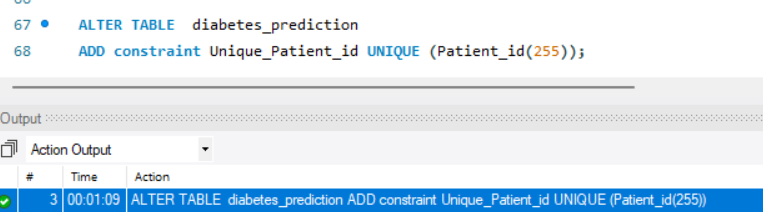 67 ALTER TABLE diabetes_prediction
68 ADD constraint Unique_Patient_id UNIQUE (Patient_id(255));
Output
Action Output
# Time Action
3 00:01:09 ALTER TABLE diabetes_prediction ADD constraint Unique_Patient_id UNIQUE (Patient_id(255))